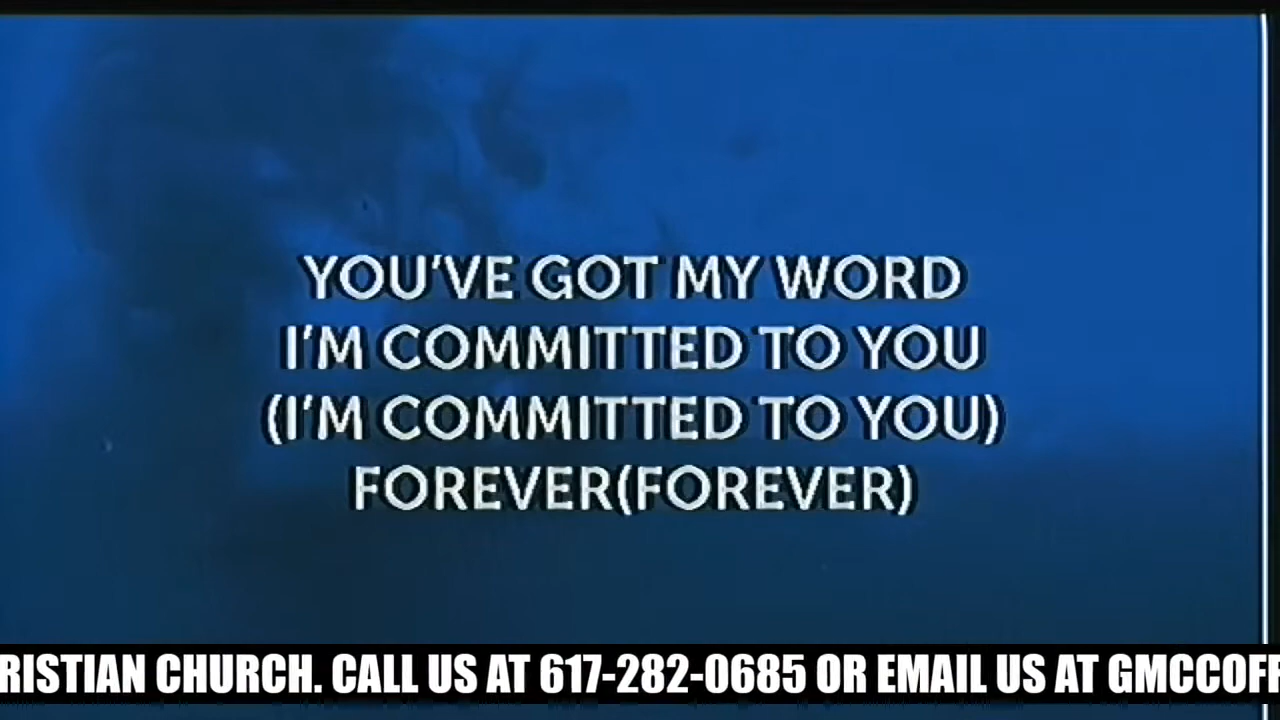 YOU'VE GOT MY WORD
I'M COMMITTED TO YOU
(I'M COMMITTED TO YOU)
FOREVER(FOREVER)
RISTIAN CHURCH. CALL US AT 617-282-0685 OR EMAIL US AT GMCCOFF